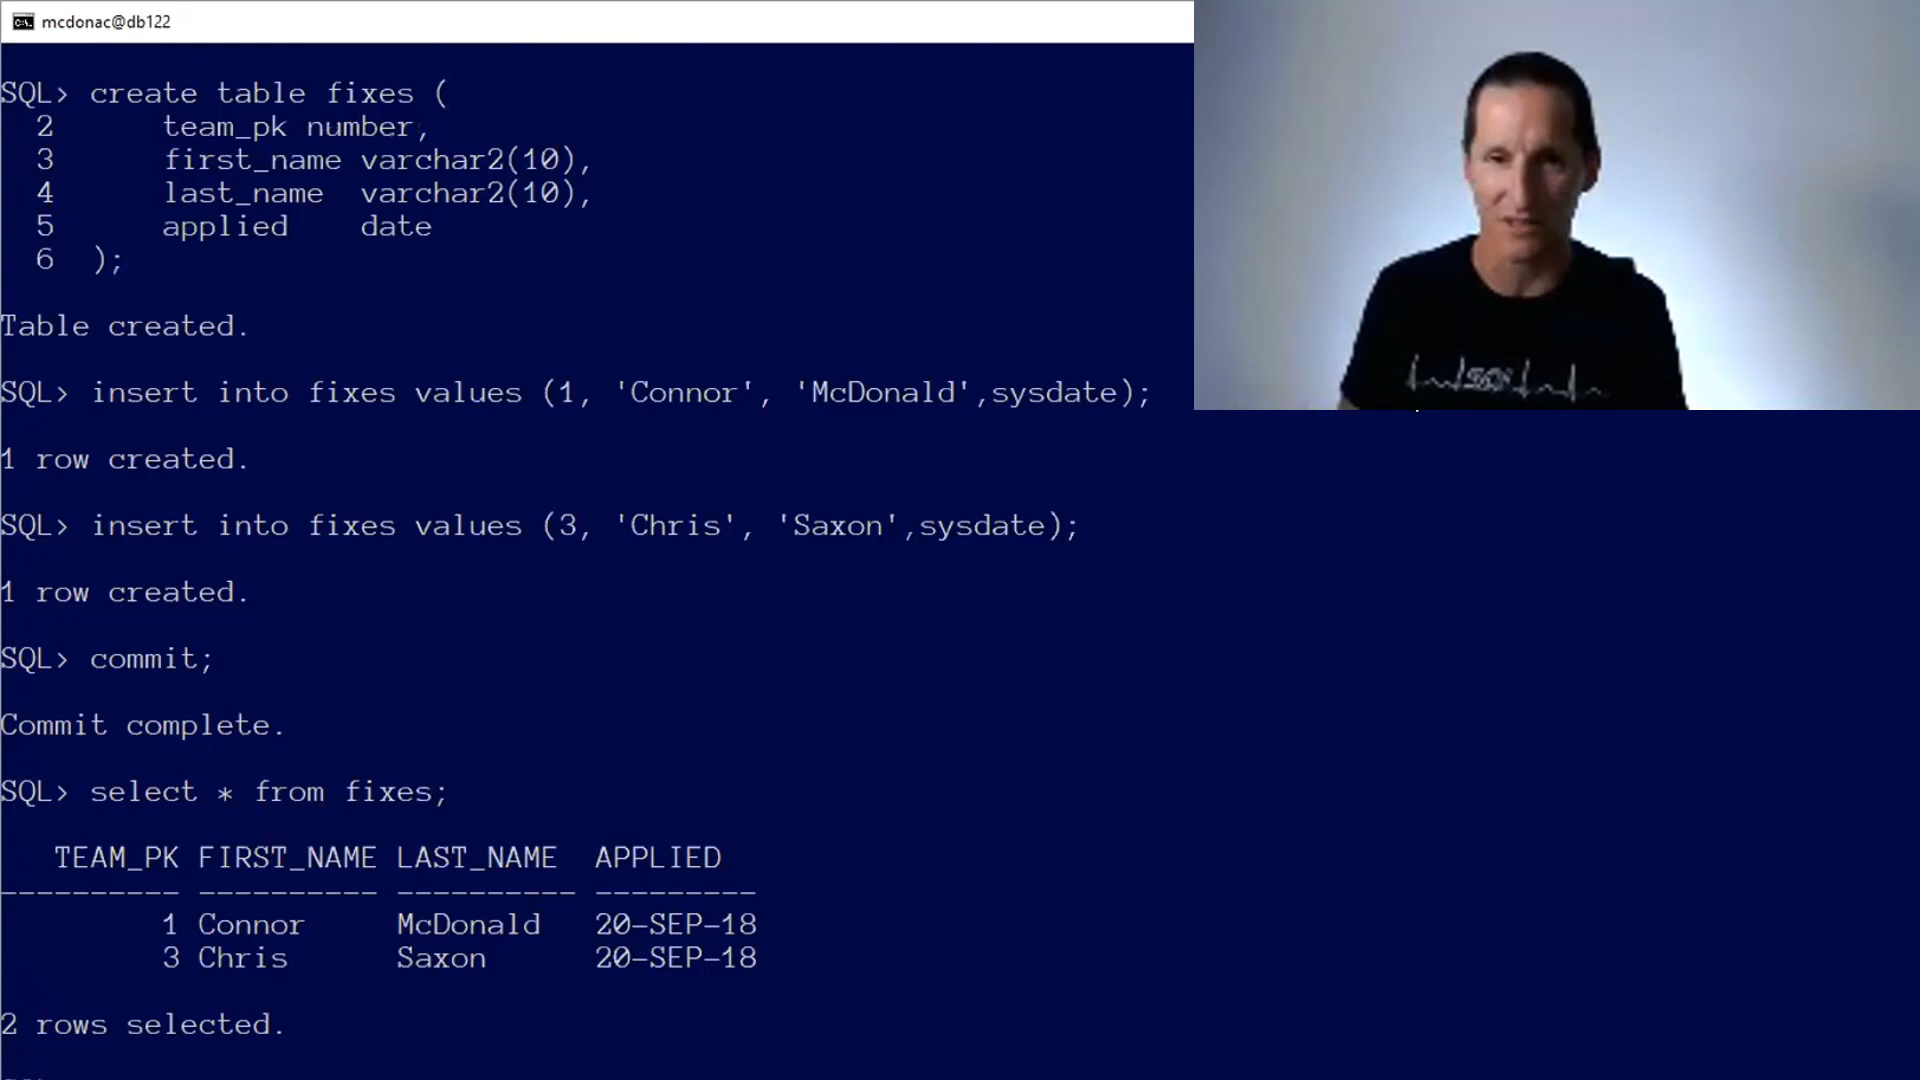 mcdonac@db122
SQL> create table fixes (
  2      team_pk number,
  3      first_name varchar2(10),
  4      last_name  varchar2(10),
  5      applied    date
  6  );
Table created.
SQL> insert into fixes values (1, 'Connor', 'McDonald',sysdate);
1 row created.
SQL> insert into fixes values (3, 'Chris', 'Saxon',sysdate);
1 row created.
SQL> commit;
Commit complete.
SQL> select * from fixes;
   TEAM_PK FIRST_NAME LAST_NAME  APPLIED
---------- ---------- ---------- ---------
         1 Connor     McDonald   20-SEP-18
         3 Chris      Saxon      20-SEP-18
2 rows selected.